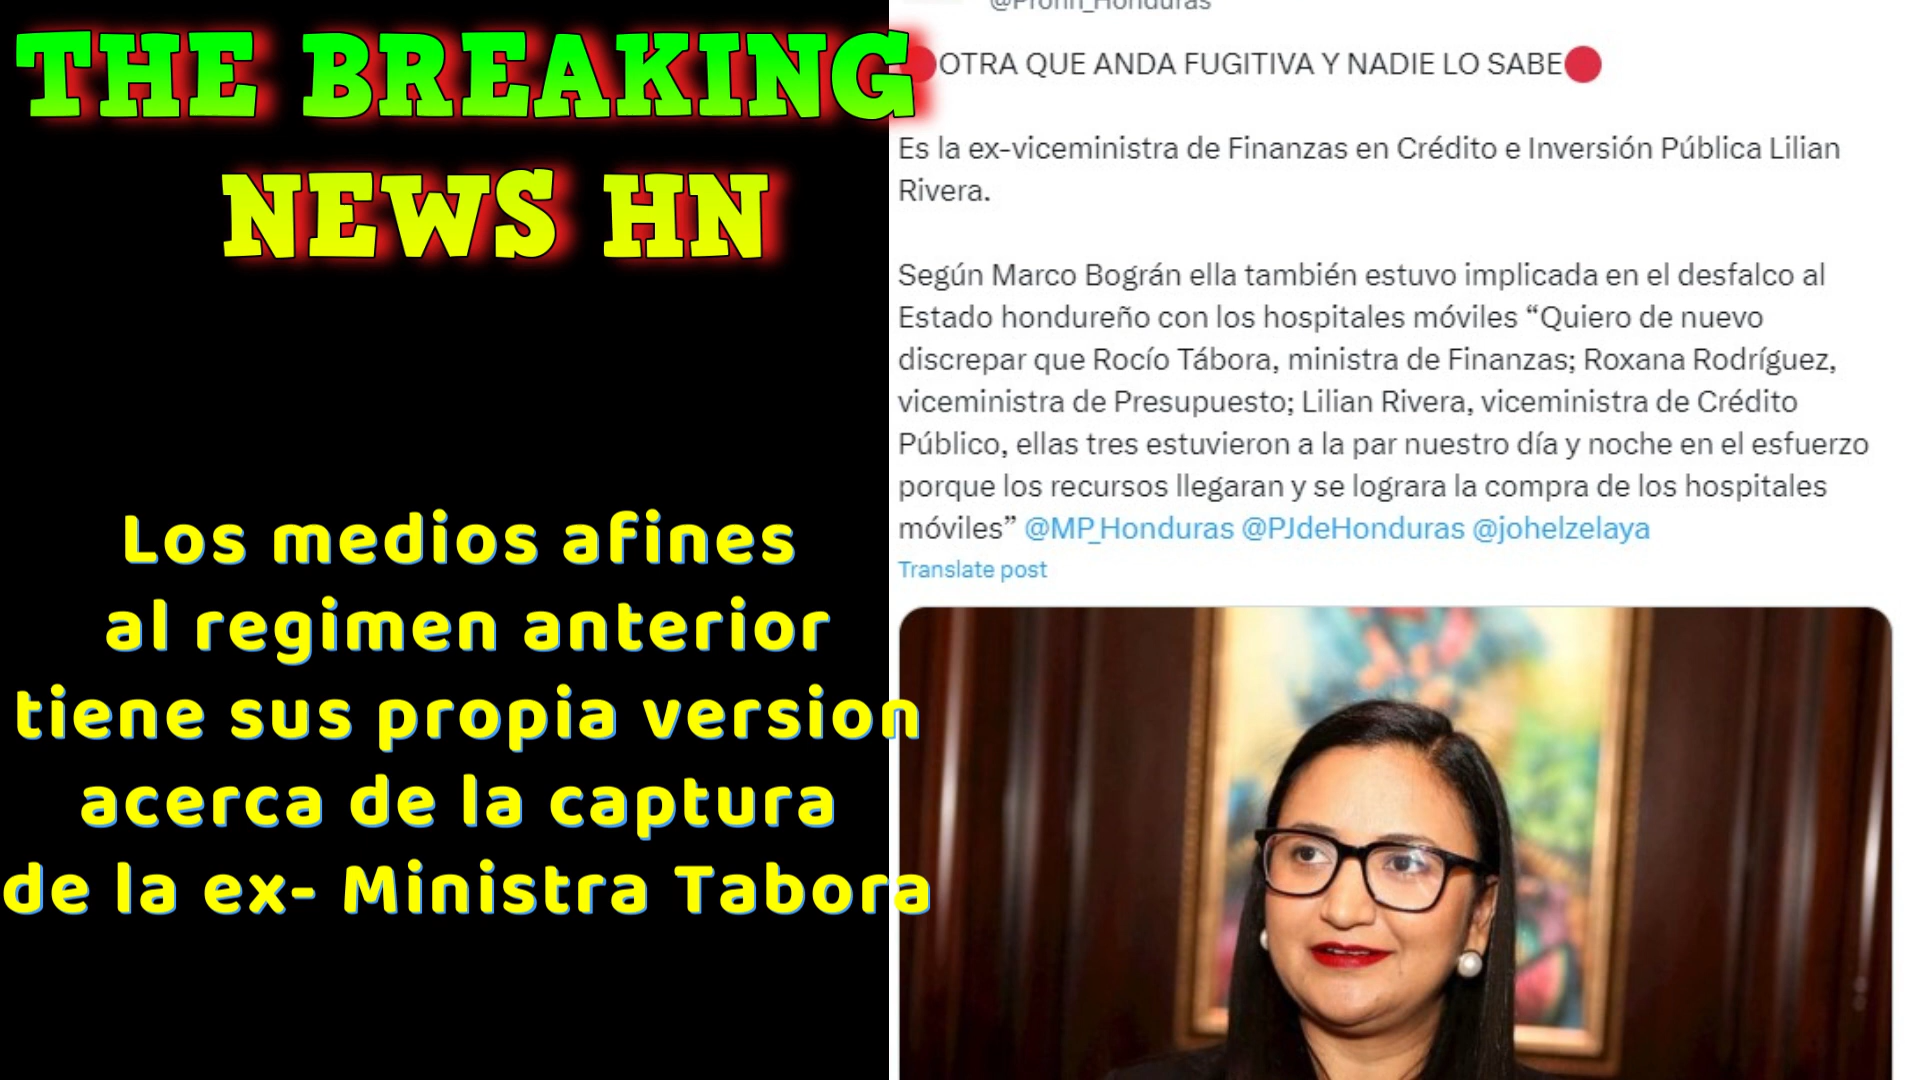 THE BREAKING
NEWS HN
Los medios afines
al regimen anterior
tiene sus propia version
acerca de la captura
de la ex- Ministra Tabora
@Profih_Honduras
OTRA QUE ANDA FUGITIVA Y NADIE LO SABE
Es la ex-viceministra de Finanzas en Crédito e Inversión Pública Lilian
Rivera.
Según Marco Bográn ella también estuvo implicada en el desfalco al
Estado hondureño con los hospitales móviles “Quiero de nuevo
discrepar que Rocío Tábora, ministra de Finanzas; Roxana Rodríguez,
viceministra de Presupuesto; Lilian Rivera, viceministra de Crédito
Público, ellas tres estuvieron a la par nuestro día y noche en el esfuerzo
porque los recursos llegaran y se lograra la compra de los hospitales
móviles” @MP_Honduras @PJdeHonduras @johelzelaya
Translate post